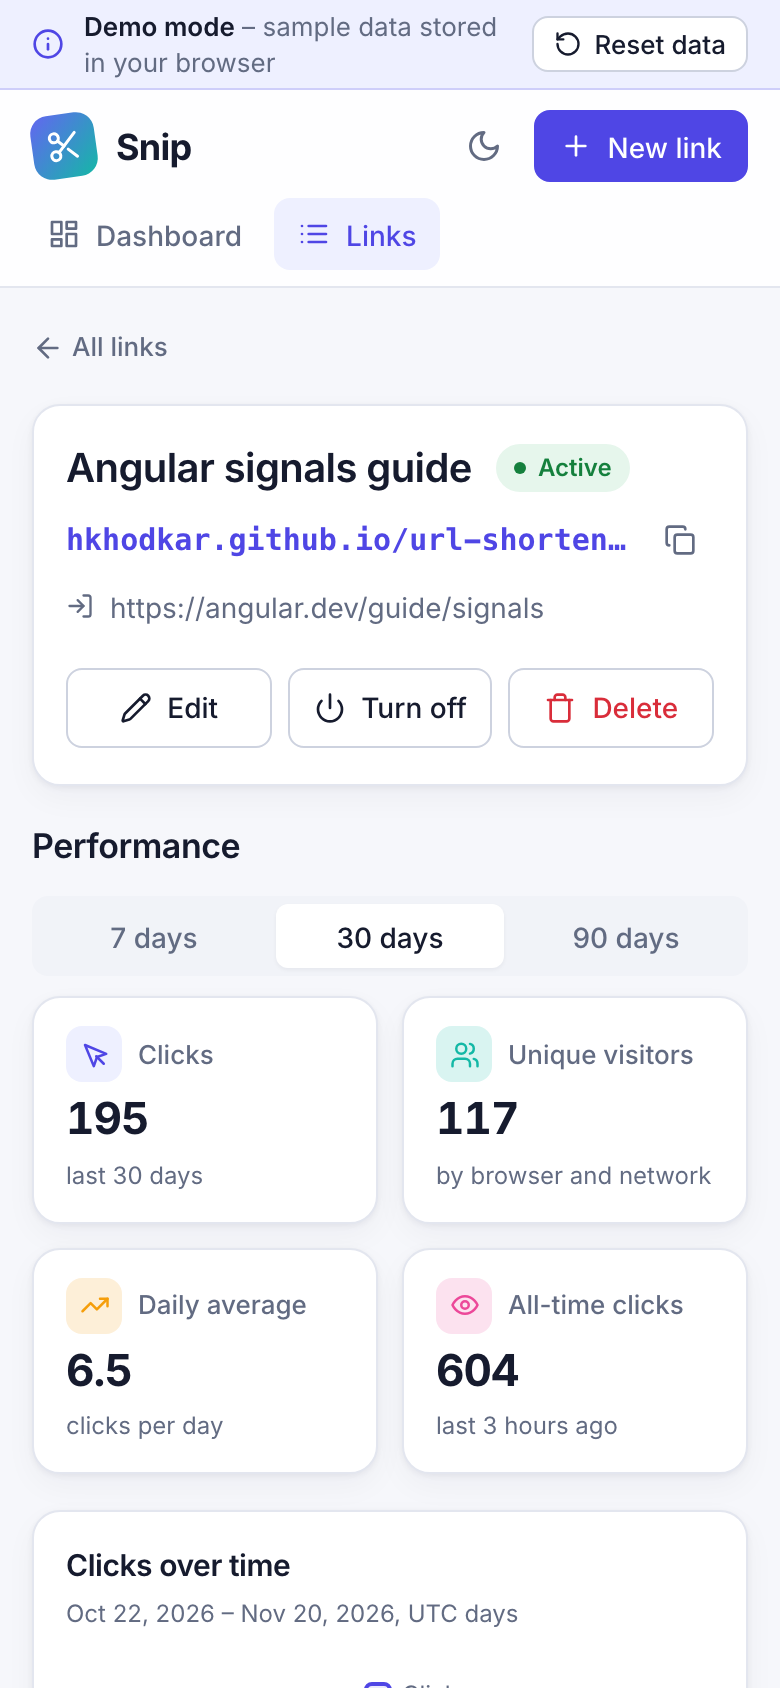 Demo mode – sample data stored
in your browser
Reset data
Snip
New link
Dashboard
Links
All links
Angular signals guide
Active
hkhodkar.github.io/url-shorten…
https://angular.dev/guide/signals
Edit
Turn off
Delete
Performance
7 days
30 days
90 days
Clicks
195
last 30 days
Unique visitors
117
by browser and network
Daily average
6.5
clicks per day
All-time clicks
604
last 3 hours ago
Clicks over time
Oct 22, 2026 – Nov 20, 2026, UTC days